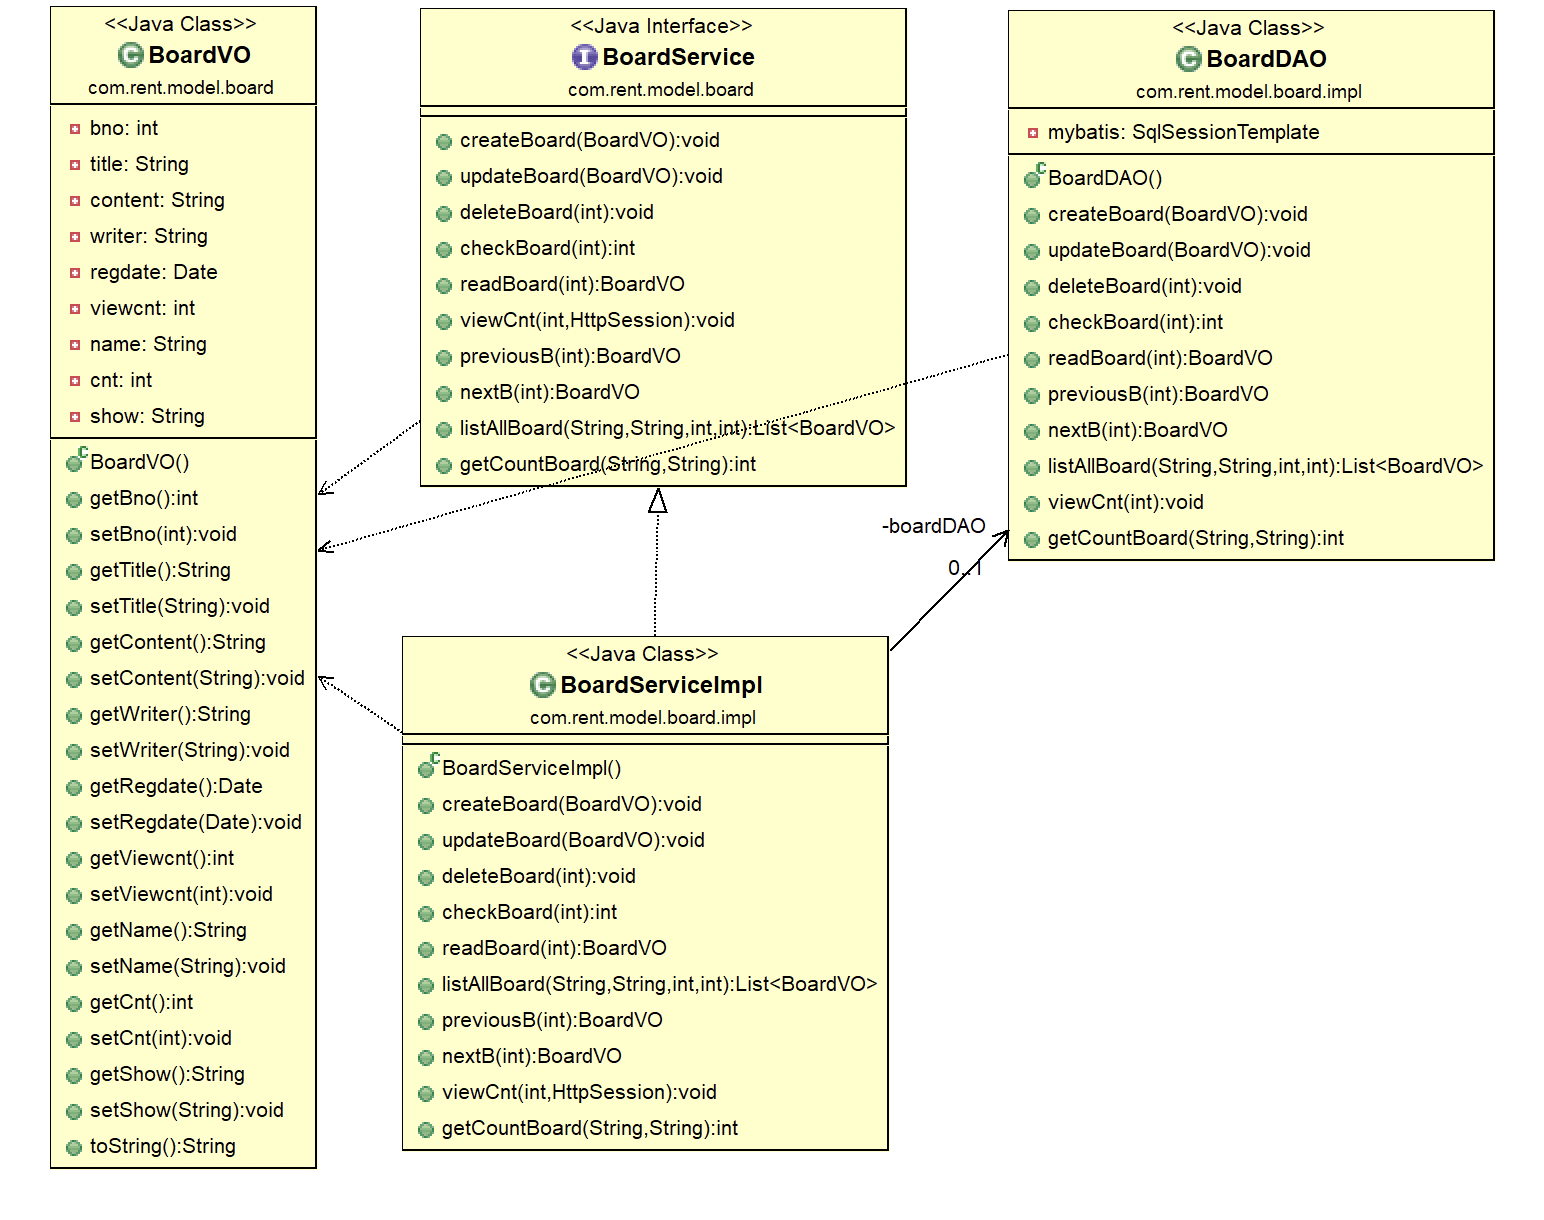 <<Java Class>>
BoardVO
com.rent.model.board
bno: int
title: String
content: String
writer: String
regdate: Date
viewcnt: int
name: String
cnt: int
show: String
BoardVO()
getBno():int
setBno(int):void
getTitle():String
setTitle(String):void
getContent():String
setContent(String):void
getWriter():String
setWriter(String):void
getRegdate():Date
setRegdate(Date):void
getViewcnt():int
setViewcnt(int):void
getName():String
setName(String):void
getCnt():int
setCnt(int):void
getShow():String
setShow(String):void
toString():String
<<Java Interface>>
BoardService
com.rent.model.board
createBoard(BoardVO):void
updateBoard(BoardVO):void
deleteBoard(int):void
checkBoard(int):int
readBoard(int):BoardVO
viewCnt(int,HttpSession):void
previousB(int):BoardVO
nextB(int):BoardVO
listAllBoard(String,String,int,int):List<BoardVO>
getCountBoard(String,String):int
<<Java Class>>
BoardDAO
com.rent.model.board.impl
mybatis: SqlSessionTemplate
BoardDAO()
createBoard(BoardVO):void
updateBoard(BoardVO):void
deleteBoard(int):void
checkBoard(int):int
readBoard(int):BoardVO
previousB(int):BoardVO
nextB(int):BoardVO
listAllBoard(String,String,int,int):List<BoardVO>
viewCnt(int):void
getCountBoard(String,String):int
-boardDAO
0..1
<<Java Class>>
BoardServiceImpl
com.rent.model.board.impl
BoardServiceImpl()
createBoard(BoardVO):void
updateBoard(BoardVO):void
deleteBoard(int):void
checkBoard(int):int
readBoard(int):BoardVO
listAllBoard(String,String,int,int):List<BoardVO>
previousB(int):BoardVO
nextB(int):BoardVO
viewCnt(int,HttpSession):void
getCountBoard(String,String):int